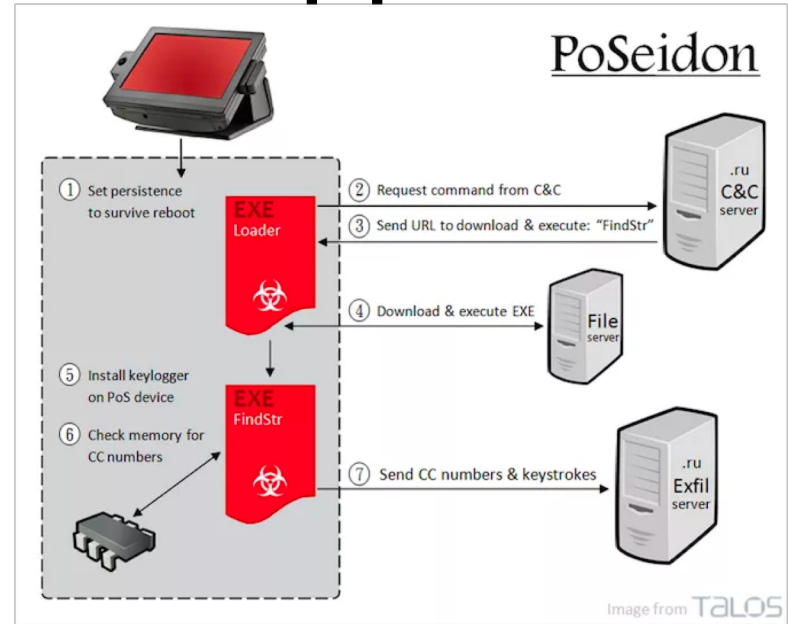 PoSeidon
① Set persistence
to survive reboot
EXE
Loader
② Request command from C&C
③ Send URL to download & execute: “FindStr”
.ru
C&C
server
④ Download & execute EXE
File
server
⑤ Install keylogger
on PoS device
⑥ Check memory for
CC numbers
EXE
FindStr
⑦ Send CC numbers & keystrokes
.ru
Exfil
server
Image from TALOS